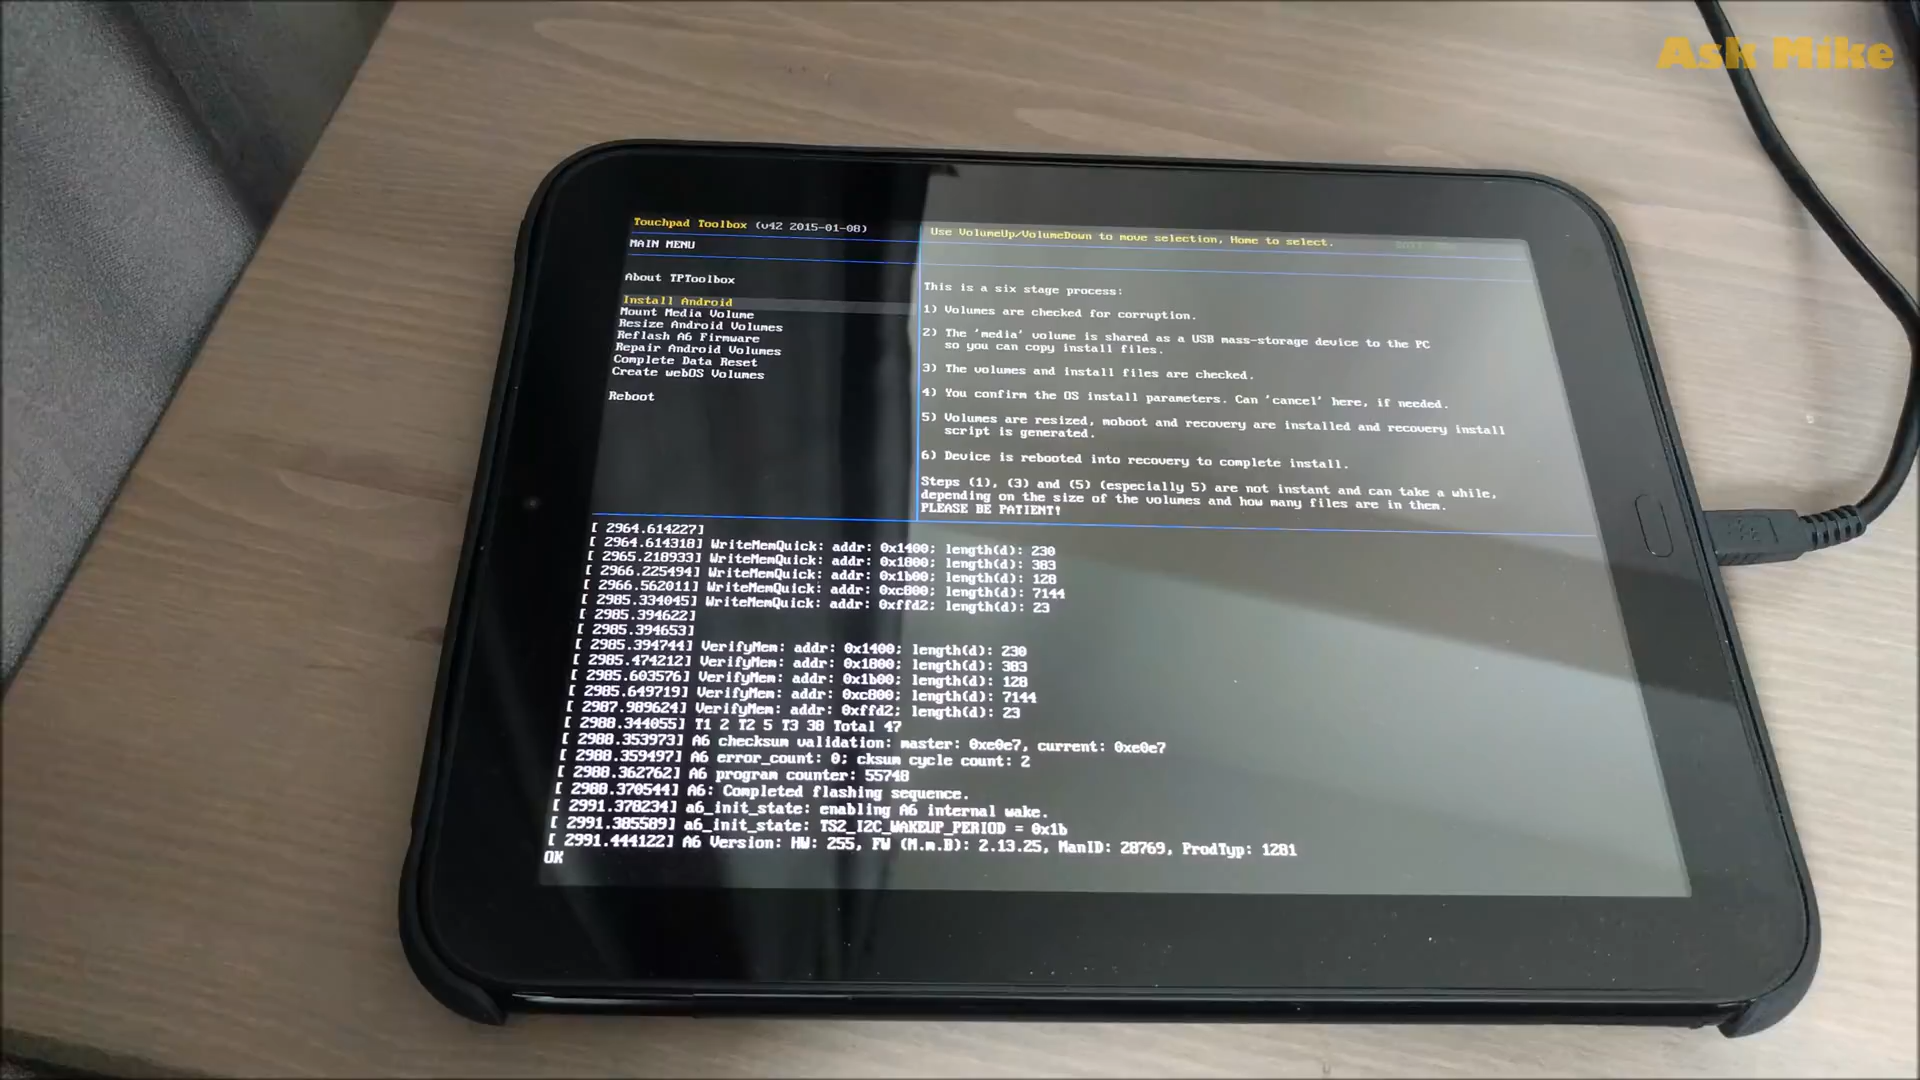 Ask Mike
Touchpad Toolbox (v42 2015-01-08)
Use VolumeUp/VolumeDown to move selection, Home to select.
MAIN MENU
About TPToolbox
Install Android
Mount Media Volume
Resize Android Volumes
Reflash A6 Firmware
Repair Android Volumes
Complete Data Reset
Create webOS Volumes
Reboot
This is a six stage process:
1) Volumes are checked for corruption.
2) The 'media' volume is shared as a USB mass-storage device to the PC
so you can copy install files.
3) The volumes and install files are checked.
4) You confirm the OS install parameters. Can 'cancel' here, if needed.
5) Volumes are resized, moboot and recovery are installed and recovery install
script is generated.
6) Device is rebooted into recovery to complete install.
Steps (1), (3) and (5) (especially 5) are not instant and can take a while,
depending on the size of the volumes and how many files are in them.
PLEASE BE PATIENT!
[ 2964.614227]
[ 2964.614318] WriteMemQuick: addr: 0x1400; length(d): 230
[ 2965.218933] WriteMemQuick: addr: 0x1800; length(d): 383
[ 2966.225494] WriteMemQuick: addr: 0x1b00; length(d): 128
[ 2966.562011] WriteMemQuick: addr: 0xc800; length(d): 7144
[ 2985.334045] WriteMemQuick: addr: 0xffd2; length(d): 23
[ 2985.394622]
[ 2985.394653]
[ 2985.394744] VerifyMem: addr: 0x1400; length(d): 230
[ 2985.474212] VerifyMem: addr: 0x1800; length(d): 383
[ 2985.603576] VerifyMem: addr: 0x1b00; length(d): 128
[ 2985.649719] VerifyMem: addr: 0xc800; length(d): 7144
[ 2987.989624] VerifyMem: addr: 0xffd2; length(d): 23
[ 2988.344055] T1 2 T2 5 T3 38 Total 47
[ 2988.353973] A6 checksum validation: master: 0xe0e7, current: 0xe0e7
[ 2988.359497] A6 error_count: 0; cksum cycle count: 2
[ 2988.362762] A6 program counter: 55748
[ 2988.370544] A6: Completed flashing sequence.
[ 2991.378234] a6_init_state: enabling A6 internal wake.
[ 2991.385589] a6_init_state: TS2_I2C_WAKEUP_PERIOD = 0x1b
[ 2991.444122] A6 Version: HW: 255, FW (M.m.B): 2.13.25, ManID: 28769, ProdTyp: 1281
OK